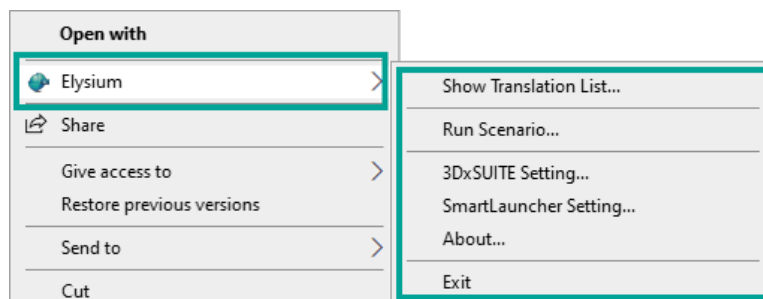 Open with
Elysium
Share
Give access to
Restore previous versions
Send to
Cut
Show Translation List...
Run Scenario...
3DxSUITE Setting...
SmartLauncher Setting...
About...
Exit